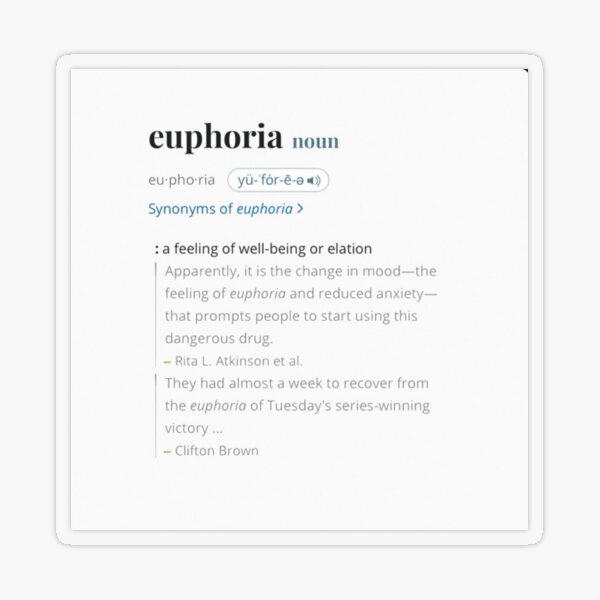 euphoria noun
eu·pho·ria yü-ˈfȯr-ē-ə
Synonyms of euphoria >
: a feeling of well-being or elation
Apparently, it is the change in mood—the
feeling of euphoria and reduced anxiety—
that prompts people to start using this
dangerous drug.
– Rita L. Atkinson et al.
They had almost a week to recover from
the euphoria of Tuesday's series-winning
victory ...
– Clifton Brown